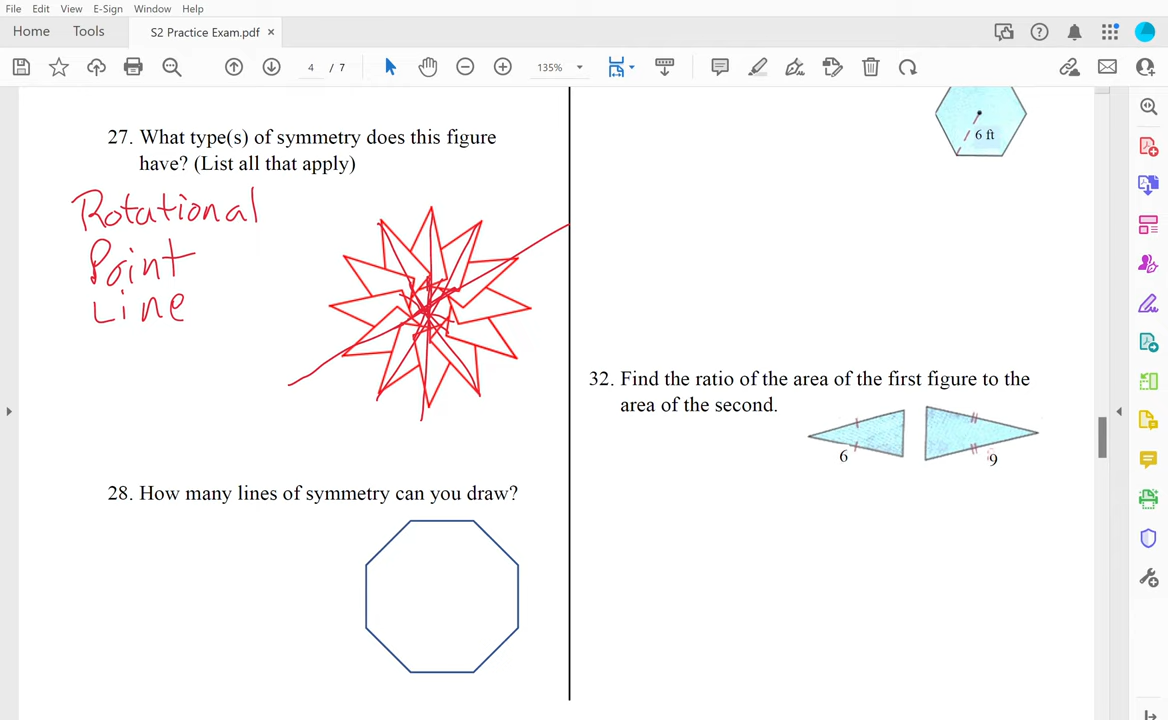 File Edit View E-Sign Window Help
Home Tools S2 Practice Exam.pdf ×
4 / 7 135%
27. What type(s) of symmetry does this figure
have? (List all that apply)
Rotational
Point
Line
28. How many lines of symmetry can you draw?
6 ft
32. Find the ratio of the area of the first figure to the
area of the second.
6 9